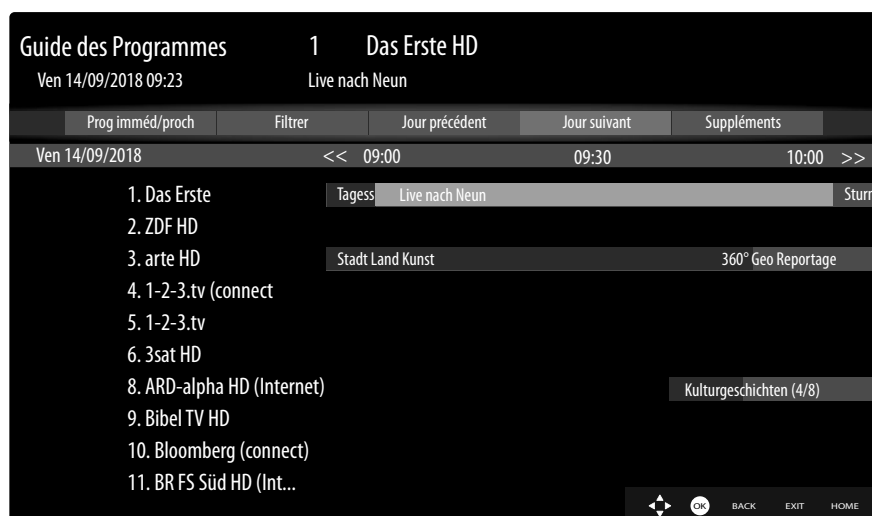 Guide des Programmes 1 Das Erste HD
Ven 14/09/2018 09:23 Live nach Neun
Prog imméd/proch Filtrer Jour précédent Jour suivant Suppléments
Ven 14/09/2018 << 09:00 09:30 10:00 >>
1. Das Erste Tagess Live nach Neun Sturr
2. ZDF HD
3. arte HD Stadt Land Kunst 360° Geo Reportage
4. 1-2-3.tv (connect
5. 1-2-3.tv
6. 3sat HD
8. ARD-alpha HD (Internet) Kulturgeschichten (4/8)
9. Bibel TV HD
10. Bloomberg (connect)
11. BR FS Süd HD (Int...
OK BACK EXIT HOME